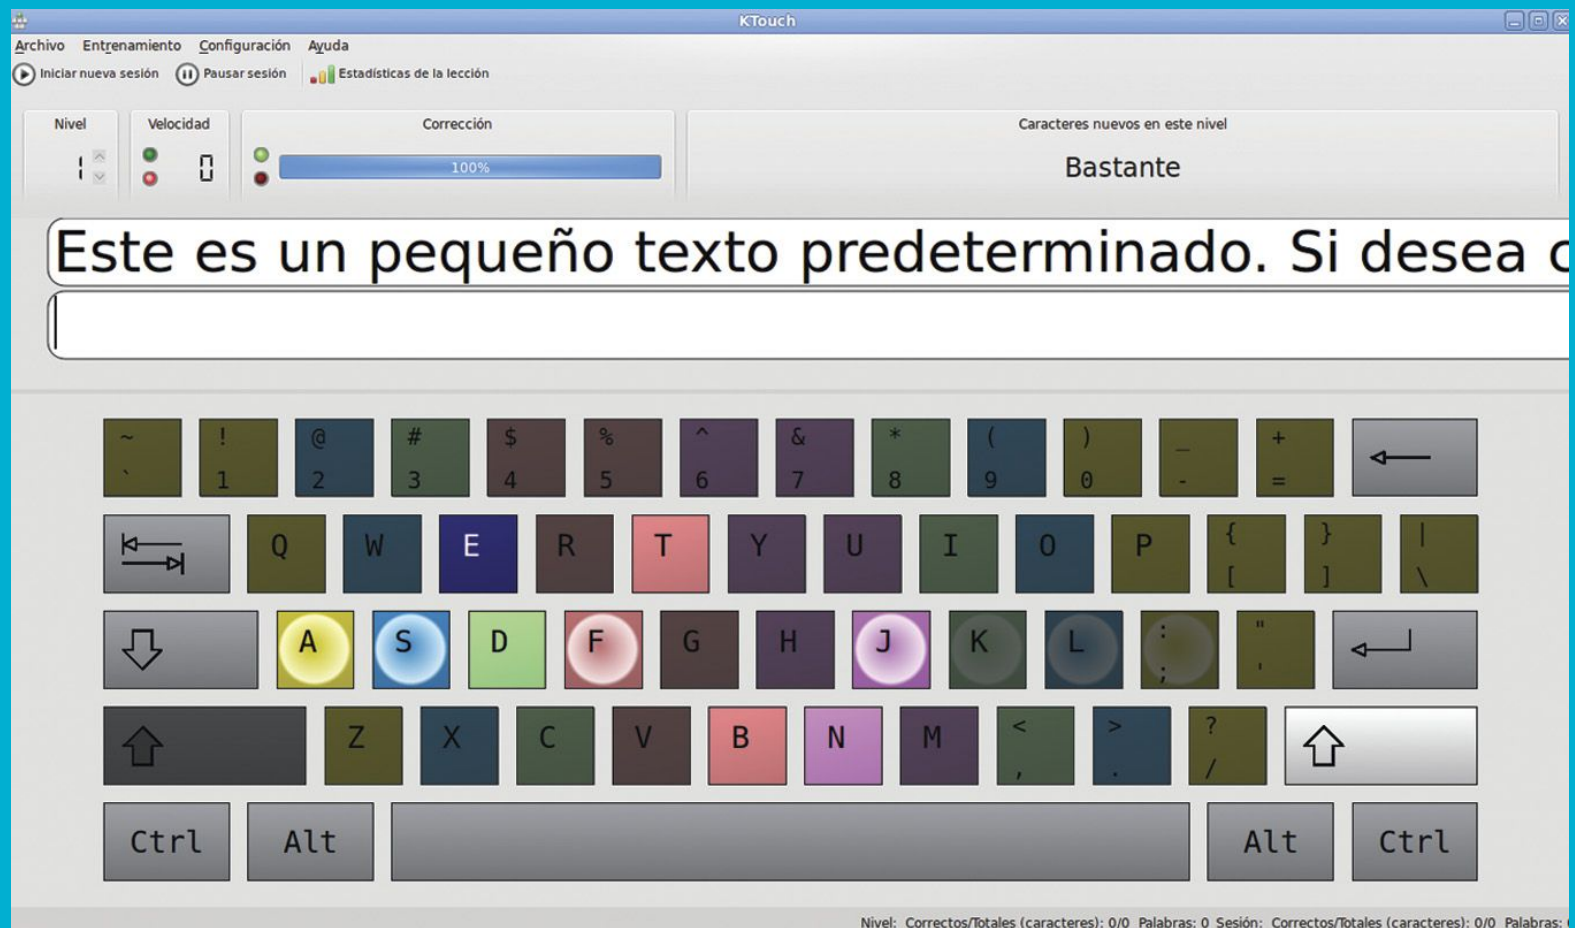 KTouch
Archivo Entrenamiento Configuración Ayuda
Iniciar nueva sesión Pausar sesión Estadísticas de la lección
Nivel Velocidad Corrección Caracteres nuevos en este nivel
1 0 100% Bastante
Este es un pequeño texto predeterminado. Si desea
~ ! @ # $ % ^ & * ( ) _ +
` 1 2 3 4 5 6 7 8 9 0 - =
Q W E R T Y U I O P { } |
[ ] \
A S D F G H J K L : "
; '
Z X C V B N M < > ?
, . /
Ctrl Alt Alt Ctrl
Nivel: Correctos/Totales (caracteres): 0/0 Palabras: 0 Sesión: Correctos/Totales (caracteres): 0/0 Palabras: